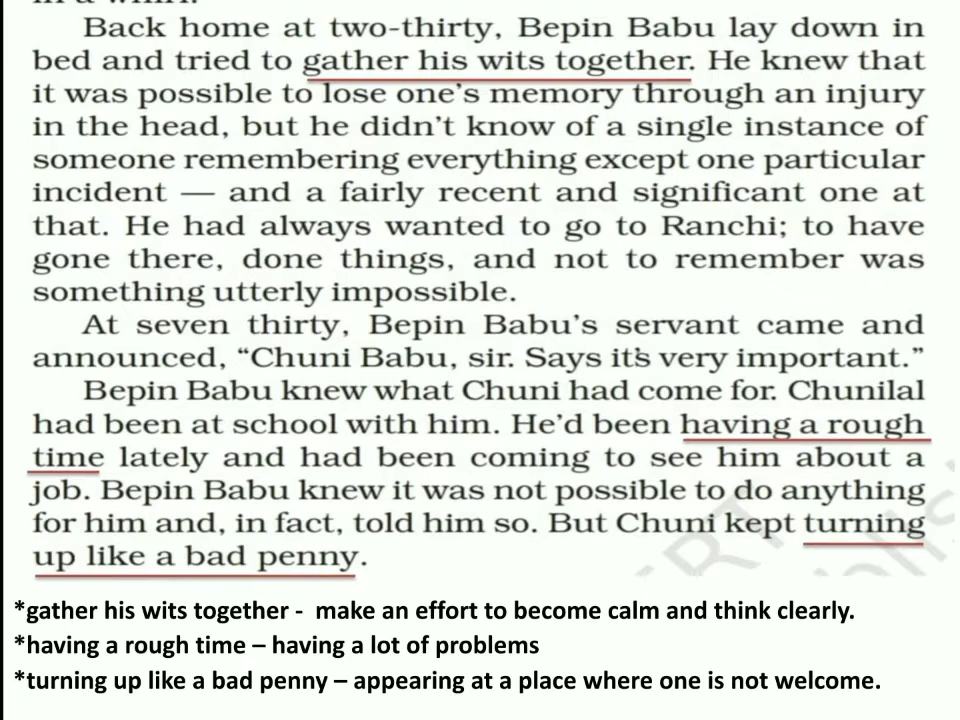 Back home at two-thirty, Bepin Babu lay down in
bed and tried to gather his wits together. He knew that
it was possible to lose one's memory through an injury
in the head, but he didn't know of a single instance of
someone remembering everything except one particular
incident — and a fairly recent and significant one at
that. He had always wanted to go to Ranchi; to have
gone there, done things, and not to remember was
something utterly impossible.
At seven thirty, Bepin Babu's servant came and
announced, “Chuni Babu, sir. Says it's very important.”
Bepin Babu knew what Chuni had come for. Chunilal
had been at school with him. He'd been having a rough
time lately and had been coming to see him about a
job. Bepin Babu knew it was not possible to do anything
for him and, in fact, told him so. But Chuni kept turning
up like a bad penny.
*gather his wits together - make an effort to become calm and think clearly.
*having a rough time – having a lot of problems
*turning up like a bad penny – appearing at a place where one is not welcome.